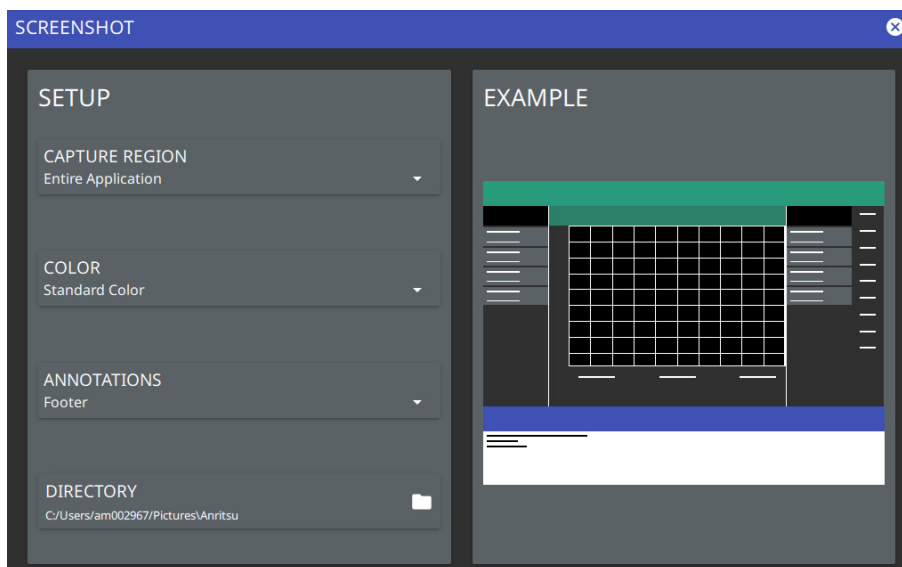 SCREENSHOT
SETUP
CAPTURE REGION
Entire Application
COLOR
Standard Color
ANNOTATIONS
Footer
DIRECTORY
C:/Users/am002967/Pictures\Anritsu
EXAMPLE